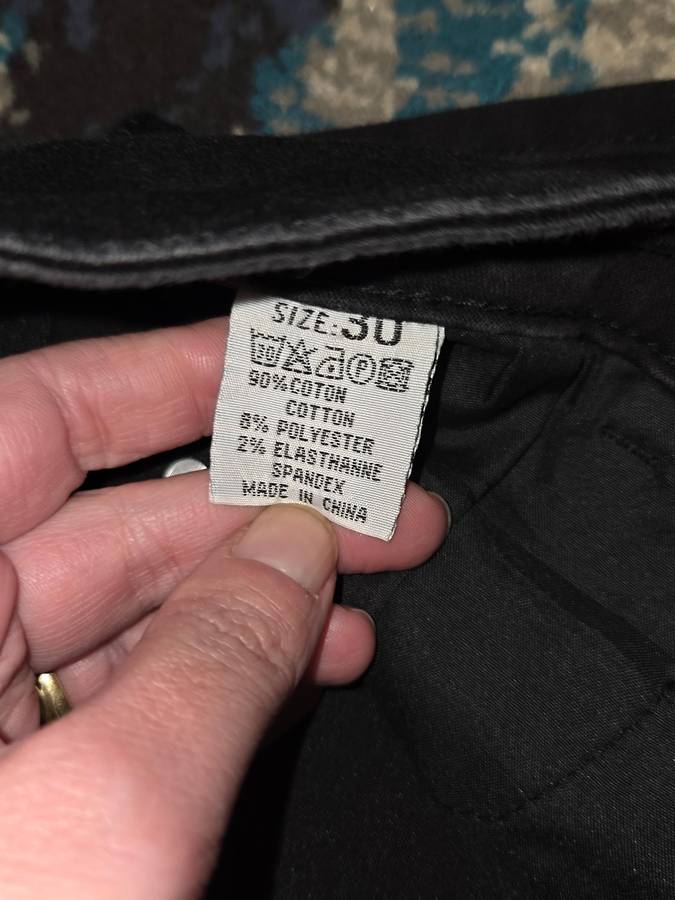 SIZE:30
90%COTON
COTTON
8% POLYESTER
2% ELASTHANNE
SPANDEX
MADE IN CHINA